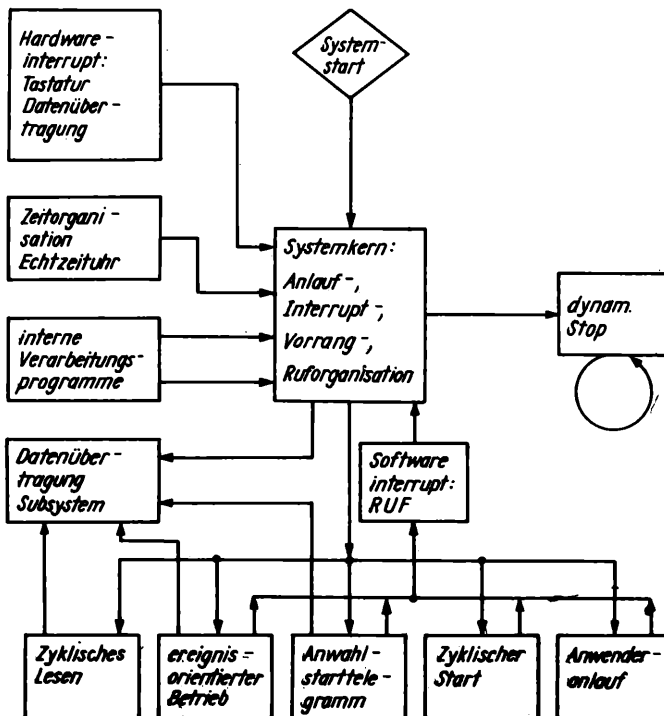 Hardware-
interrupt:
Tastatur
Datenüber-
tragung
System-
start
Zeitorgani-
sation
Echtzeituhr
Systemkern:
Anlauf-,
Interrupt-,
Vorrang-,
Ruforganisation
dynam.
Stop
interne
Verarbeitungs-
programme
Datenüber-
tragung
Subsystem
Software
interrupt:
RUF
Zyklisches
Lesen
ereignis=
orientierter
Betrieb
Anwahl-
starttele-
gramm
Zyklischer
Start
Anwender-
anlauf